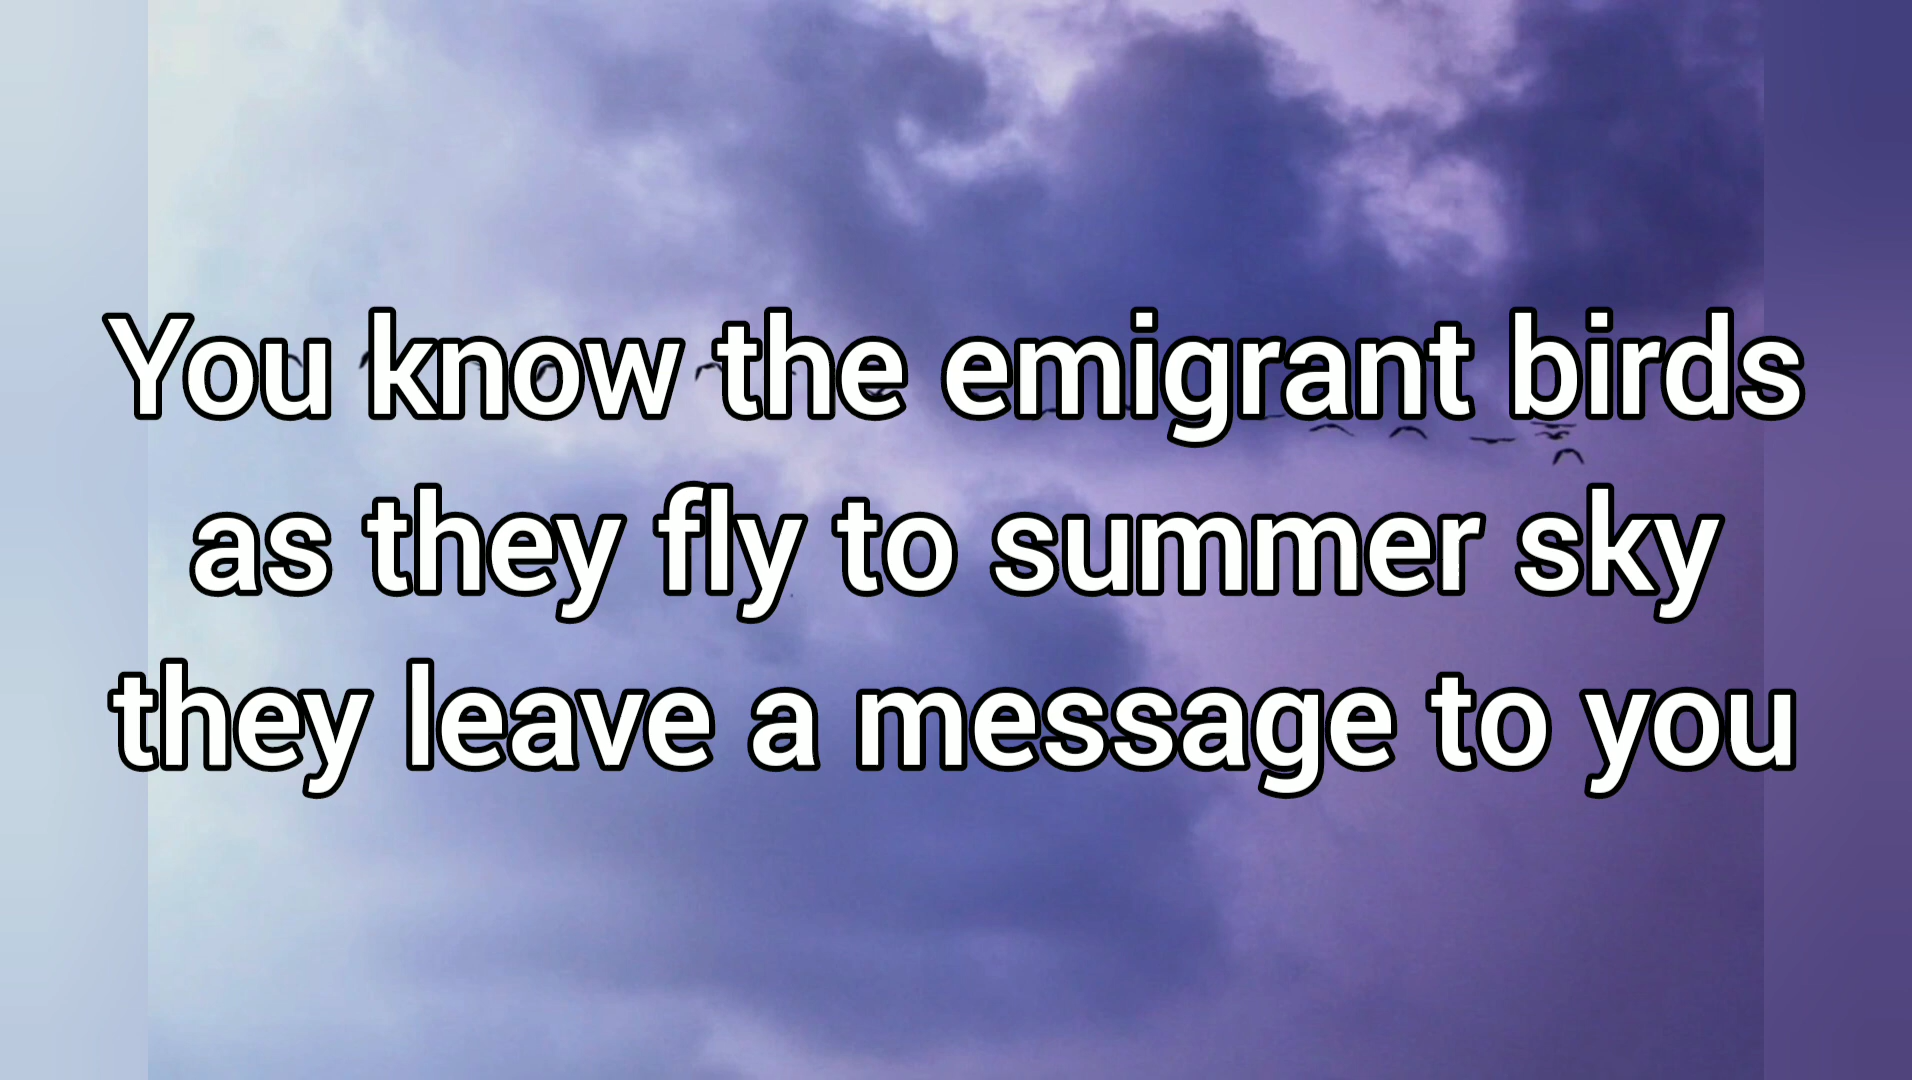 You know the emigrant birds
as they fly to summer sky
they leave a message to you